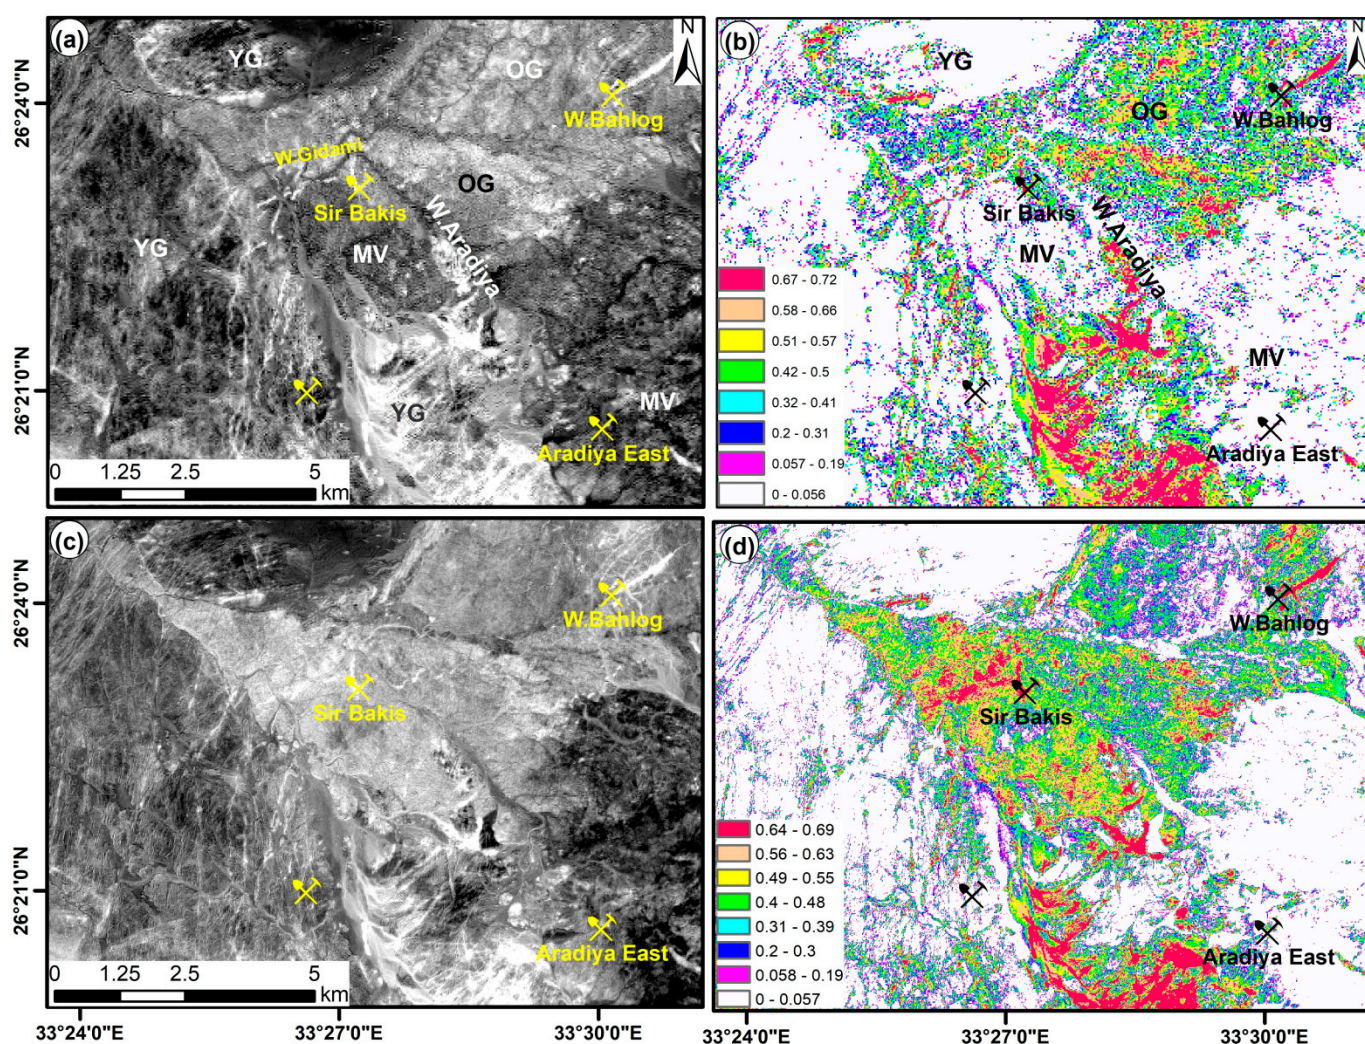 (a)
N
YG
OG
W.Bahlog
26°24'0"N
W.Gidami
OG
Sir Bakis
W.Aradiya
YG
MV
26°21'0"N
YG
MV
Aradiya East
0 1.25 2.5 5
km
(b)
N
YG
OG
W.Bahlog
Sir Bakis
W.Aradiya
MV
0.67 - 0.72
0.58 - 0.66
0.51 - 0.57
0.42 - 0.5
0.32 - 0.41
0.2 - 0.31
0.057 - 0.19
0 - 0.056
MV
YG
Aradiya East
(c)
W.Bahlog
26°24'0"N
Sir Bakis
26°21'0"N
Aradiya East
0 1.25 2.5 5
km
33°24'0"E 33°27'0"E 33°30'0"E
(d)
W.Bahlog
Sir Bakis
0.64 - 0.69
0.56 - 0.63
0.49 - 0.55
0.4 - 0.48
0.31 - 0.39
0.2 - 0.3
0.058 - 0.19
0 - 0.057
Aradiya East
33°24'0"E 33°27'0"E 33°30'0"E